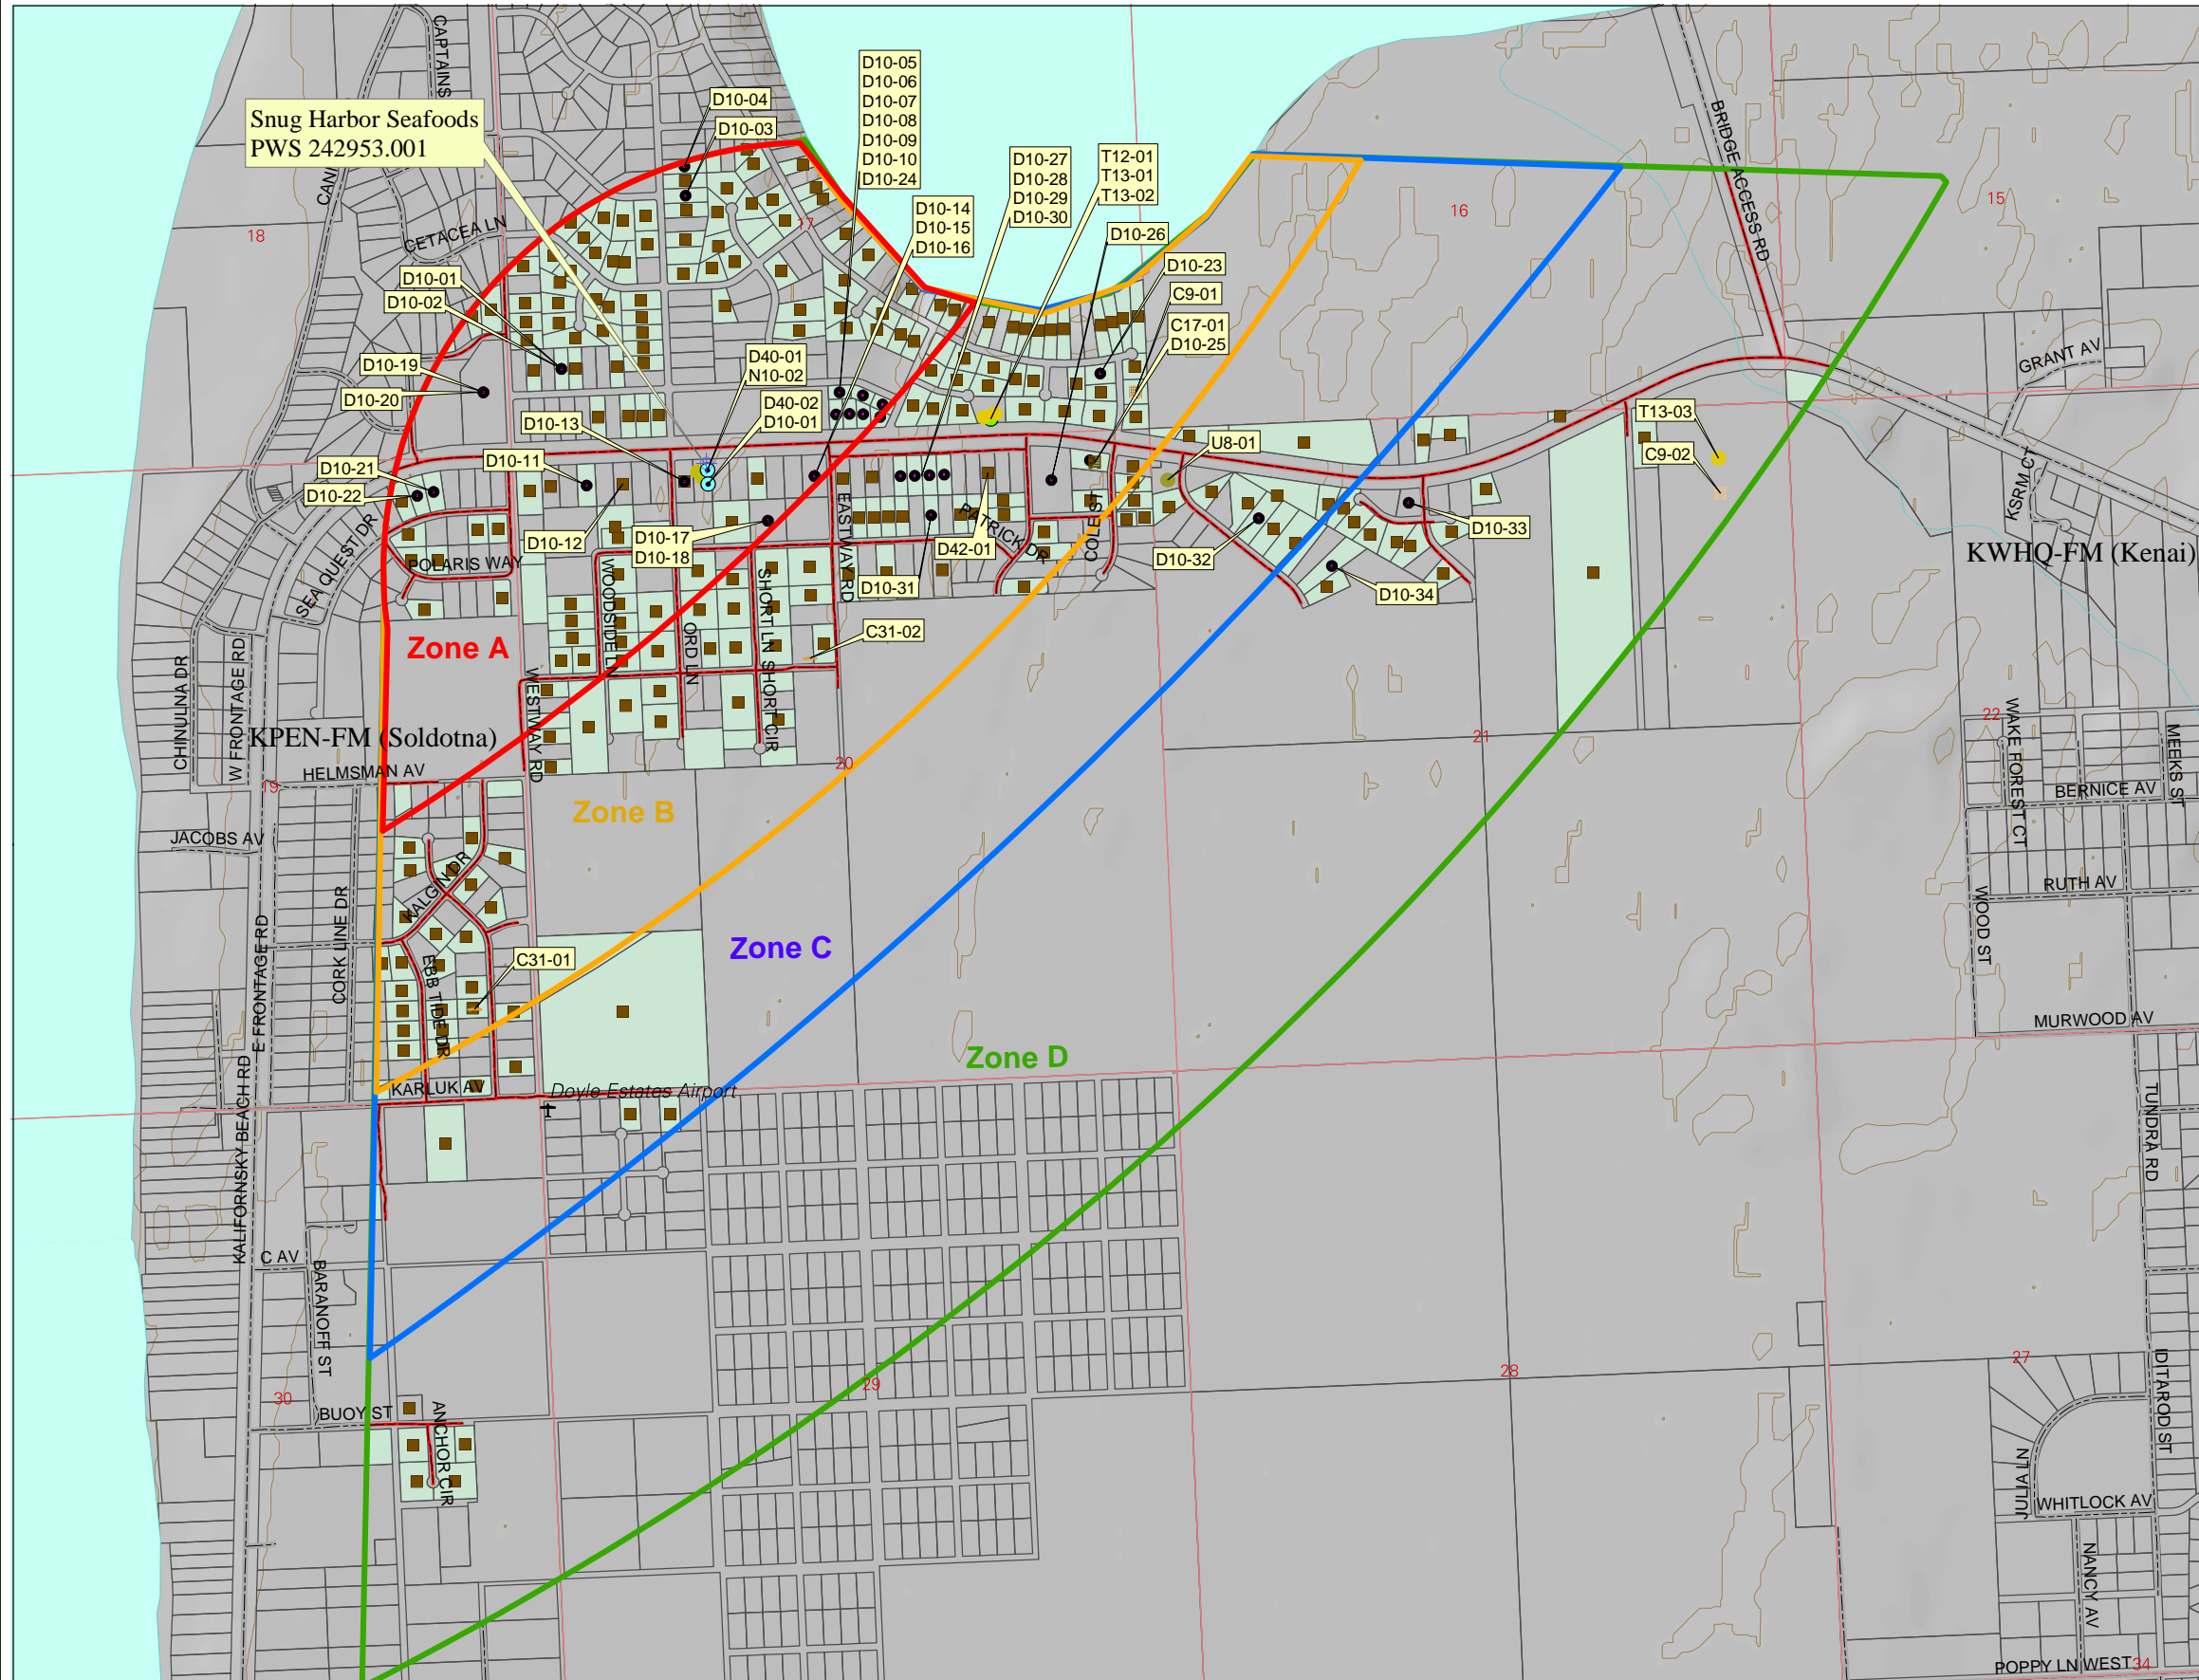 CAPTAINS
Snug Harbor Seafoods
PWS 242953.001
D10-04
D10-03
D10-05
D10-06
D10-07
D10-08
D10-09
D10-10
D10-24
D10-14
D10-15
D10-16
D10-27
D10-28
D10-29
D10-30
T12-01
T13-01
T13-02
D10-26
D10-23
C9-01
C17-01
D10-25
BRIDGE ACCESS RD
18
17
16
15
CETACEA LN
D10-01
D10-02
D10-19
D10-20
D40-01
N10-02
D40-02
D10-01
D10-13
D10-11
D10-21
D10-22
D10-12
D10-17
D10-18
D42-01
D10-31
U8-01
D10-32
D10-33
D10-34
T13-03
C9-02
GRANT AV
KSRM CT
KWHQ-FM (Kenai)
EASTWAY RD
PATRICK DR
COLE ST
SEAQUEST DR
POLARIS WAY
WOODSIDE LN
ORD LN
SHORT LN
SHORT CIR
C31-02
Zone A
WESTWAY RD
CHINULNA DR
W FRONTAGE RD
KPEN-FM (Soldotna)
HELMSMAN AV
19
20
21
22
Zone B
JACOBS AV
KALGIN DR
CORK LINE DR
E FRONTAGE RD
Zone C
C31-01
EBB TIDE DR
WAKE FOREST CT
MEEKS ST
BERNICE AV
RUTH AV
WOOD ST
MURWOOD AV
Zone D
KARLUK AV
Doyle Estates Airport
KALIFORNSKY BEACH RD
TUNDRA RD
C AV
BARANOFF ST
30
29
28
27
BUOY ST
ANCHOR CIR
IDITAROD ST
JULIA LN
WHITLOCK AV
NANCY AV
POPPY LN WEST
34